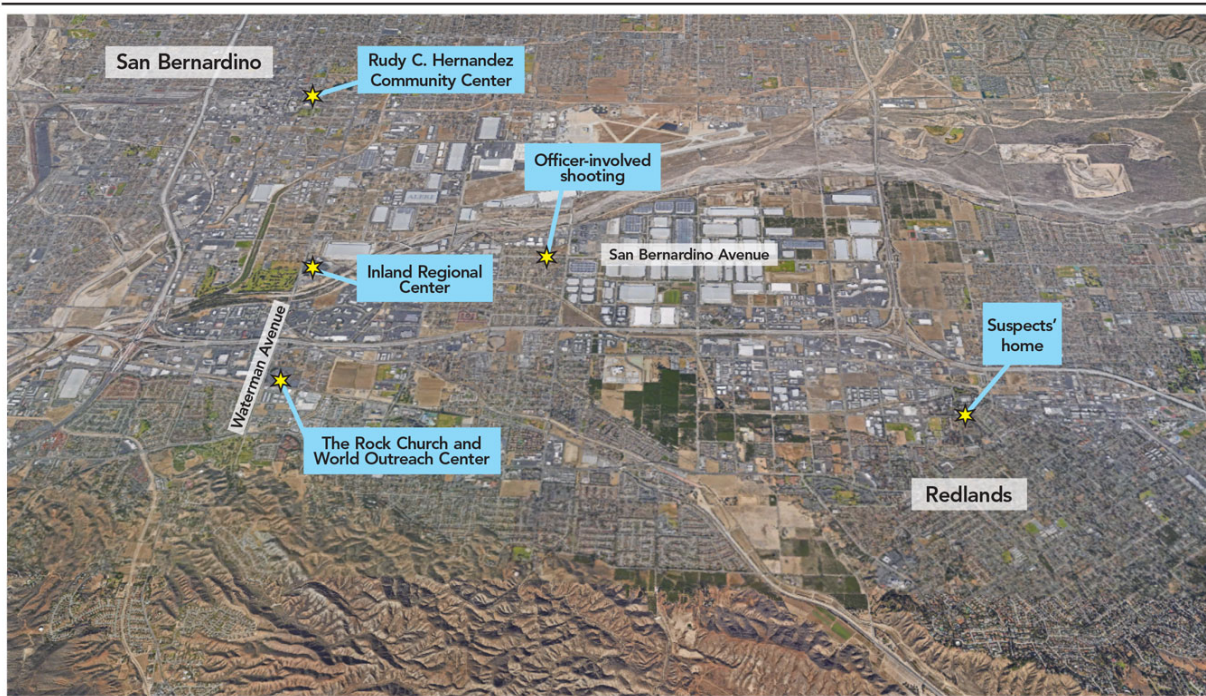 San Bernardino
Rudy C. Hernandez
Community Center
Officer-involved
shooting
San Bernardino Avenue
Inland Regional
Center
Suspects'
home
Waterman Avenue
The Rock Church and
World Outreach Center
Redlands